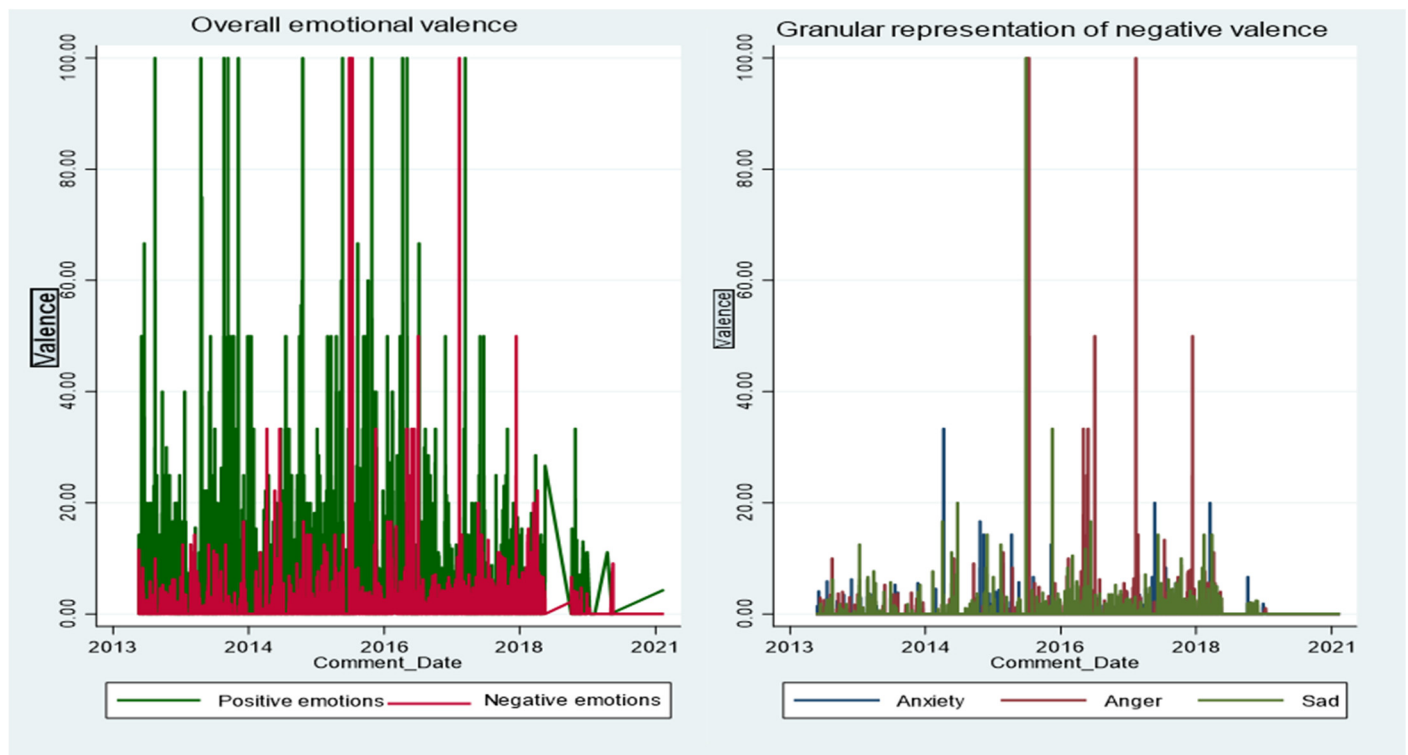 Overall emotional valence
Valence
100.00
80.00
60.00
40.00
20.00
0.00
2013 2014 2016 2018 2021
Comment_Date
Positive emotions Negative emotions
Granular representation of negative valence
Valence
100.00
80.00
60.00
40.00
20.00
0.00
2013 2014 2016 2018 2021
Comment_Date
Anxiety Anger Sad